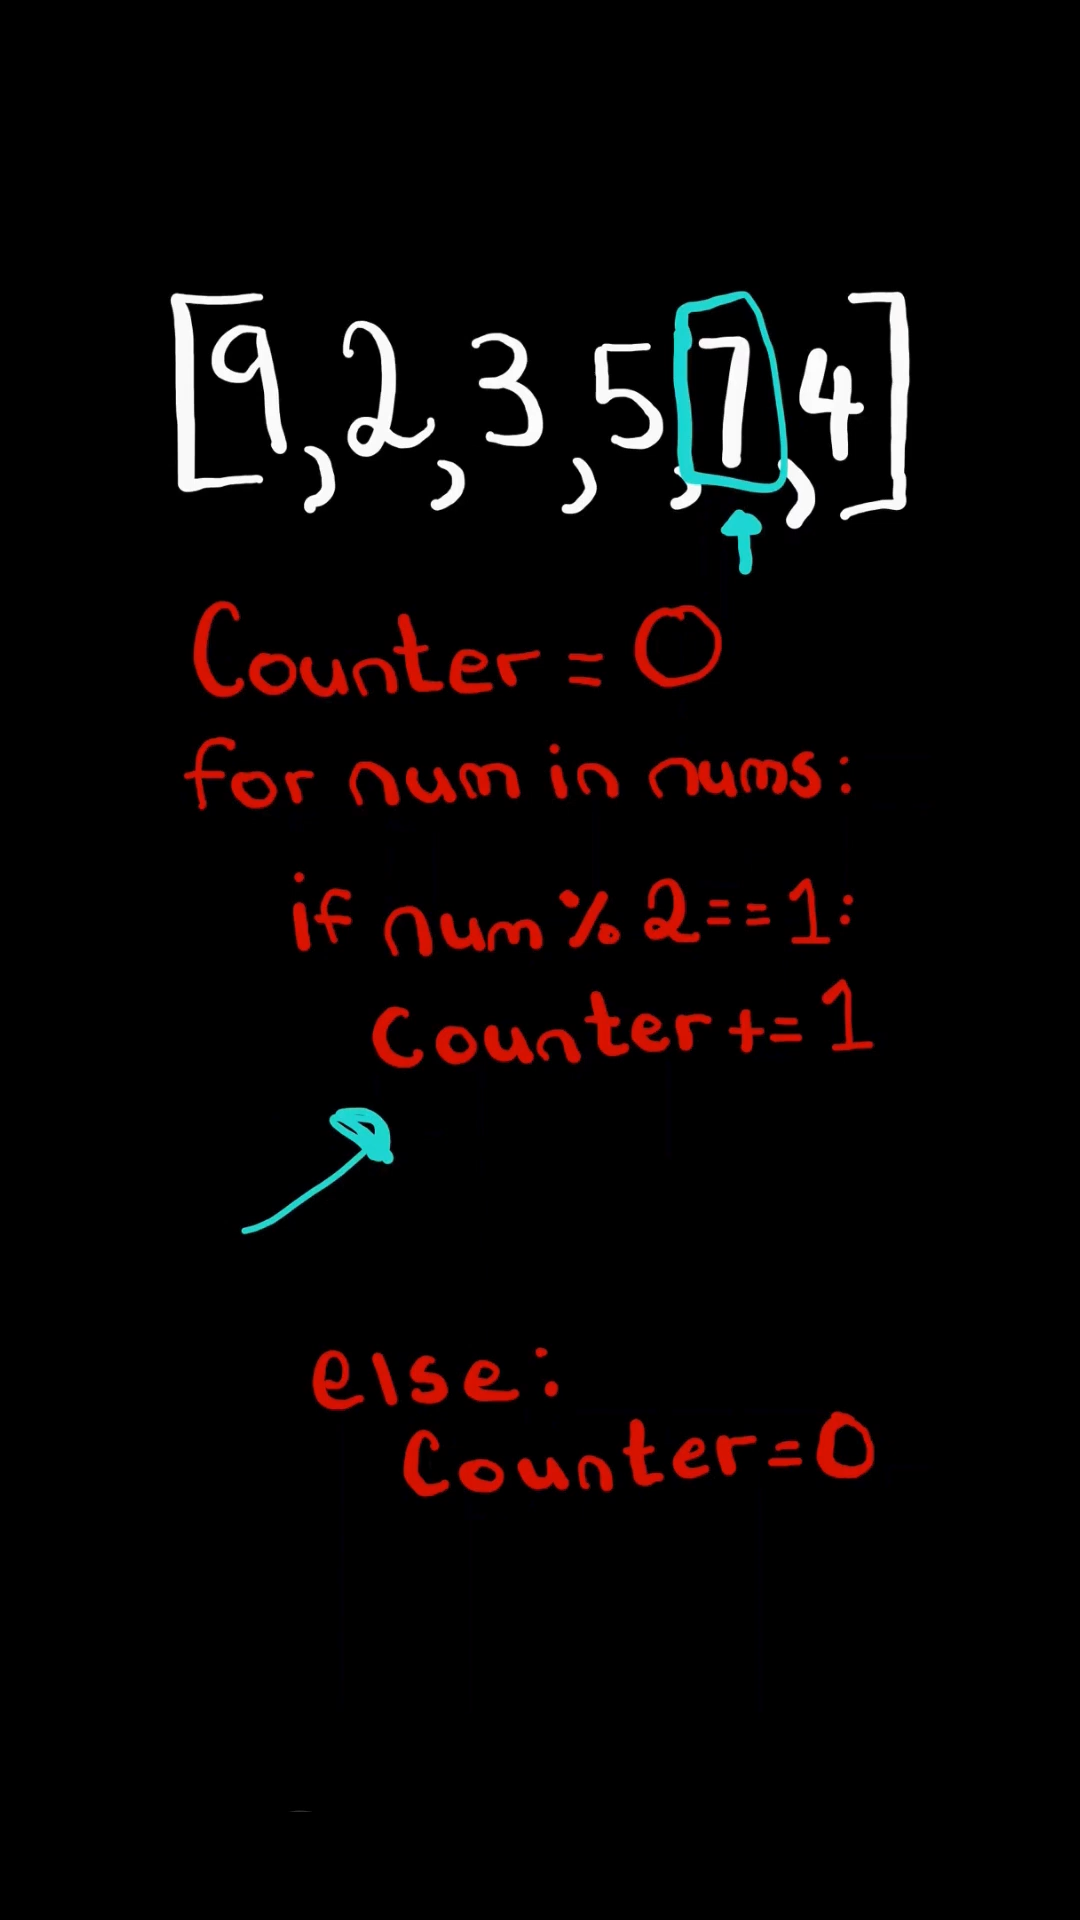 [9,2,3,5,7,4]
Counter = 0
for num in nums:
if num % 2 == 1:
Counter += 1
else:
Counter = 0